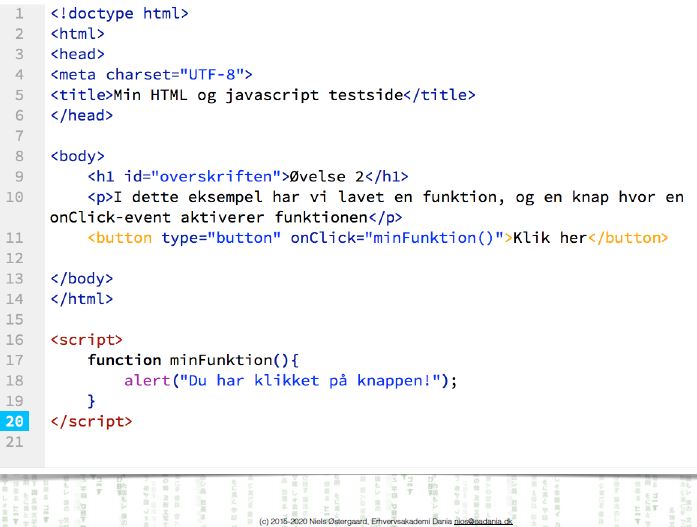 1 <!doctype html>
2 <html>
3 <head>
4 <meta charset="UTF-8">
5 <title>Min HTML og javascript testside</title>
6 </head>
7
8 <body>
9 <h1 id="overskriften">Øvelse 2</h1>
10 <p>I dette eksempel har vi lavet en funktion, og en knap hvor en
onClick-event aktiverer funktionen</p>
11 <button type="button" onClick="minFunktion()">Klik her</button>
12
13 </body>
14 </html>
15
16 <script>
17 function minFunktion(){
18 alert("Du har klikket på knappen!");
19 }
20 </script>
21
(c) 2015-2020 Niels Østergaard, Erhvervsakademi Dania nios@eadania.dk